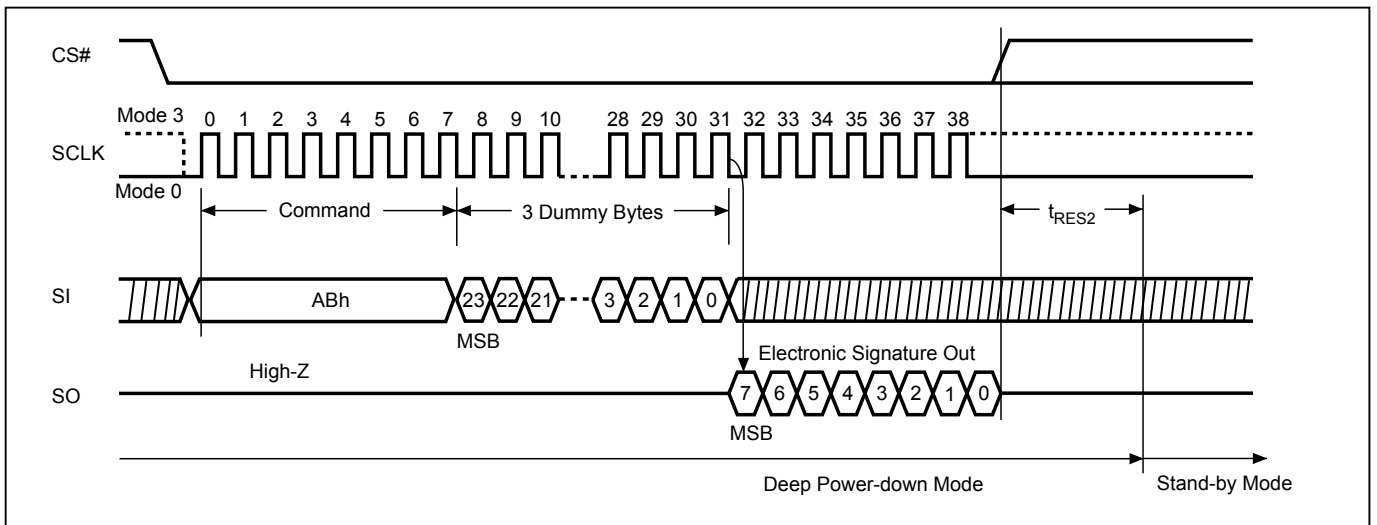 CS#
Mode 3
0 1 2 3 4 5 6 7 8 9 10 28 29 30 31 32 33 34 35 36 37 38
SCLK
Mode 0
Command
3 Dummy Bytes
tRES2
SI
ABh
23 22 21 3 2 1 0
MSB
Electronic Signature Out
High-Z
SO
7 6 5 4 3 2 1 0
MSB
Deep Power-down Mode
Stand-by Mode